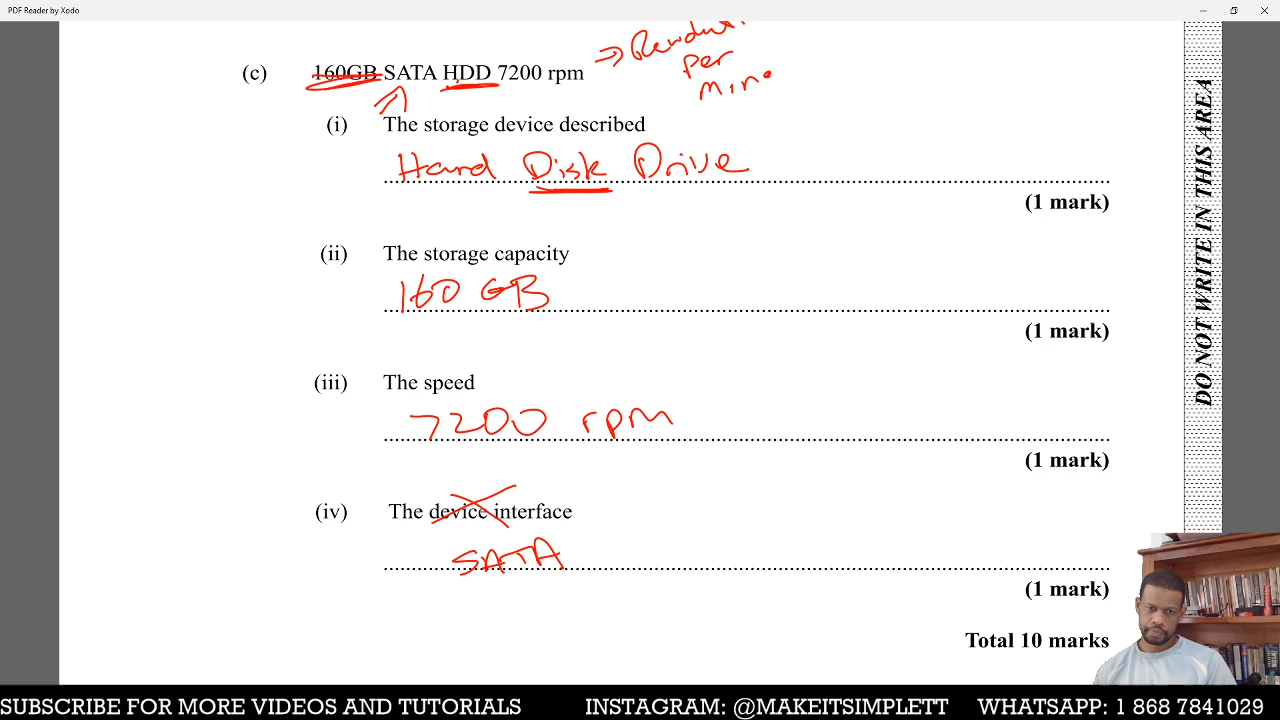 PDF Reader by Xodo
per
(c) 160GB SATA HDD 7200 rpm
min
(i) The storage device described
Hard Disk Drive
(1 mark)
(ii) The storage capacity
160 GB
(1 mark)
(iii) The speed
7200 rpm
(1 mark)
(iv) The device interface
SATA
(1 mark)
Total 10 marks
DO NOT WRITE IN THIS AREA
SUBSCRIBE FOR MORE VIDEOS AND TUTORIALS INSTAGRAM: @MAKEITSIMPLETT WHATSAPP: 1 868 7841029